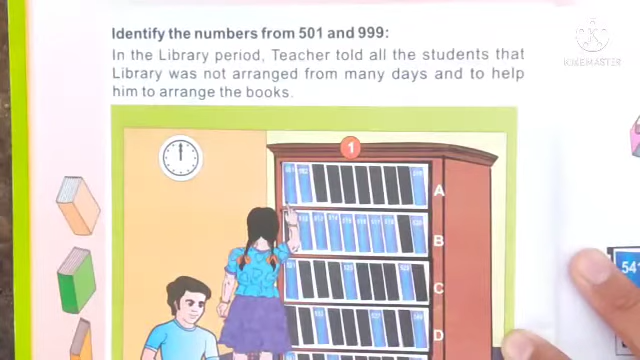 Identify the numbers from 501 and 999:
In the Library period, Teacher told all the students that
Library was not arranged from many days and to help
him to arrange the books.
KINEMASTER
1
A
B
C
D
541